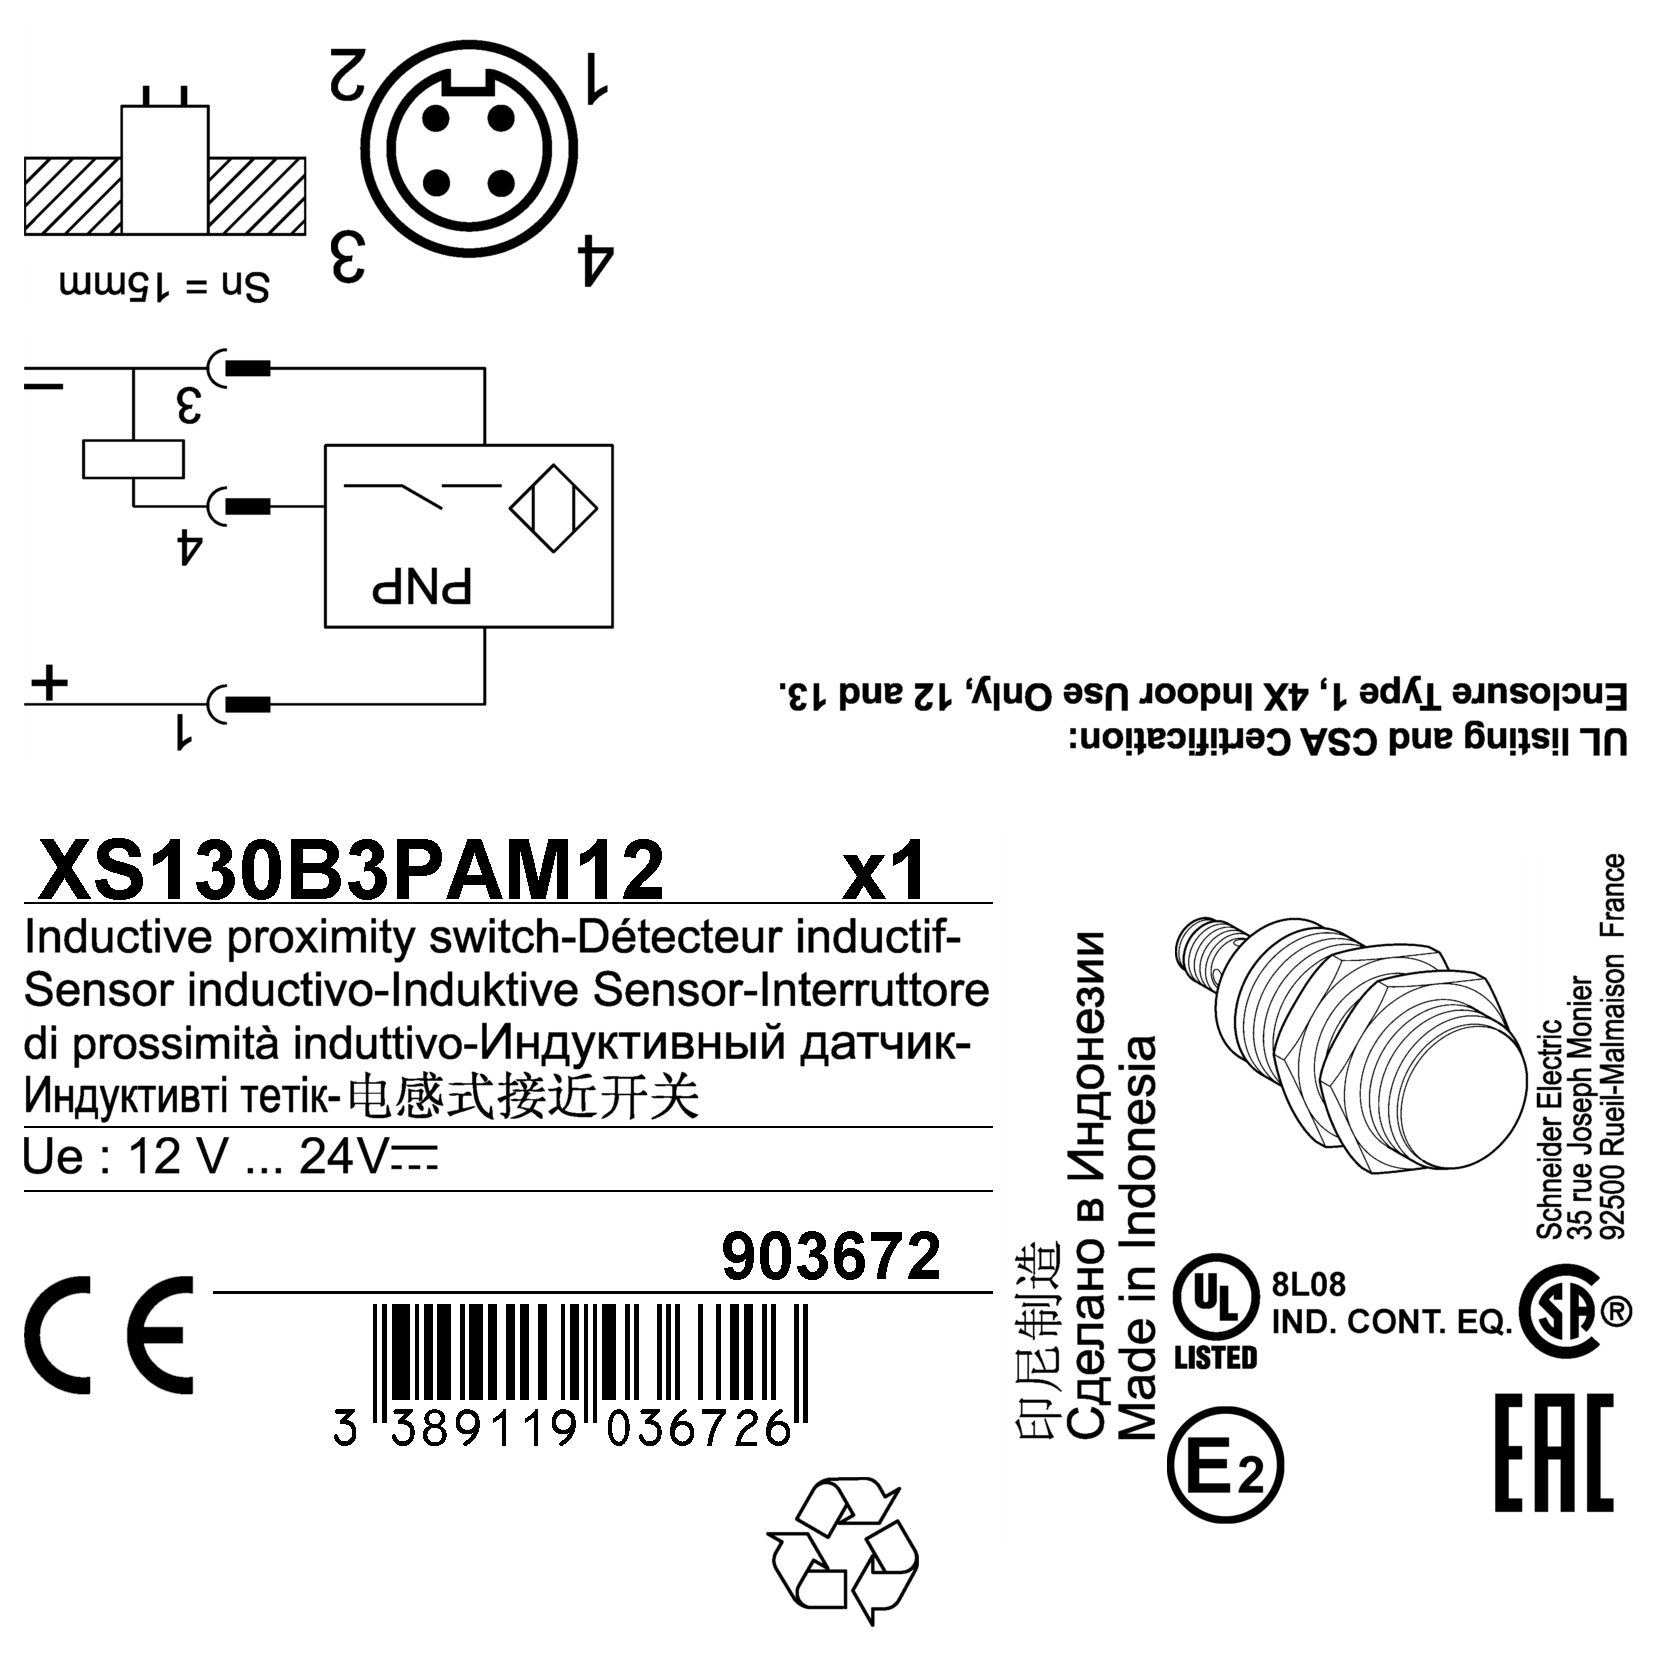 2
1
3
4
Sn = 15mm
–
3
4
PNP
+
1
UL listing and CSA Certification:
Enclosure Type 1, 4X Indoor Use Only, 12 and 13.
XS130B3PAM12 x1
Inductive proximity switch-Détecteur inductif-
Sensor inductivo-Induktive Sensor-Interruttore
di prossimità induttivo-Индуктивный датчик-
Индуктивті тетік-电感式接近开关
Ue : 12 V ... 24V
903672
CE
3 389119 036726
印尼制造
Сделано в Индонезии
Made in Indonesia
Schneider Electric
35 rue Joseph Monier
92500 Rueil-Malmaison France
UL
LISTED
8L08
IND. CONT. EQ.
SA ®
E2
EAC